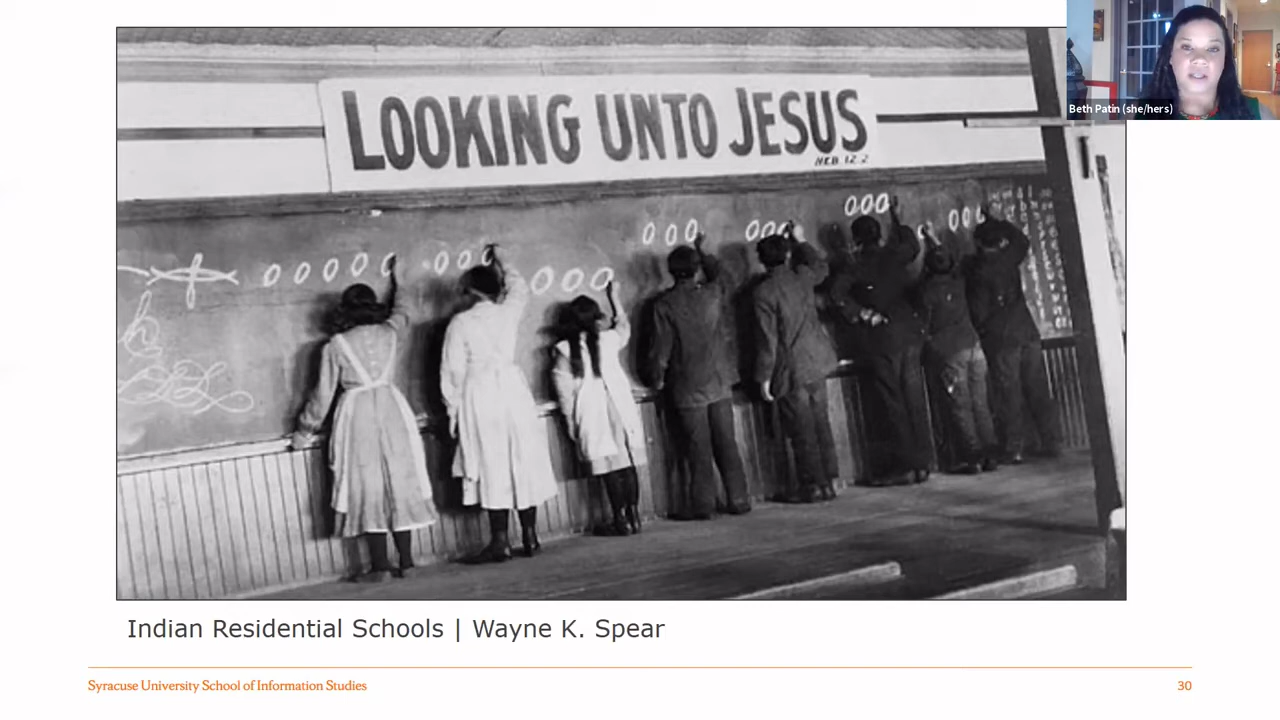 LOOKING UNTO JESUS
HEB. 12.2
Beth Patin (she/hers)
Indian Residential Schools | Wayne K. Spear
Syracuse University School of Information Studies
30